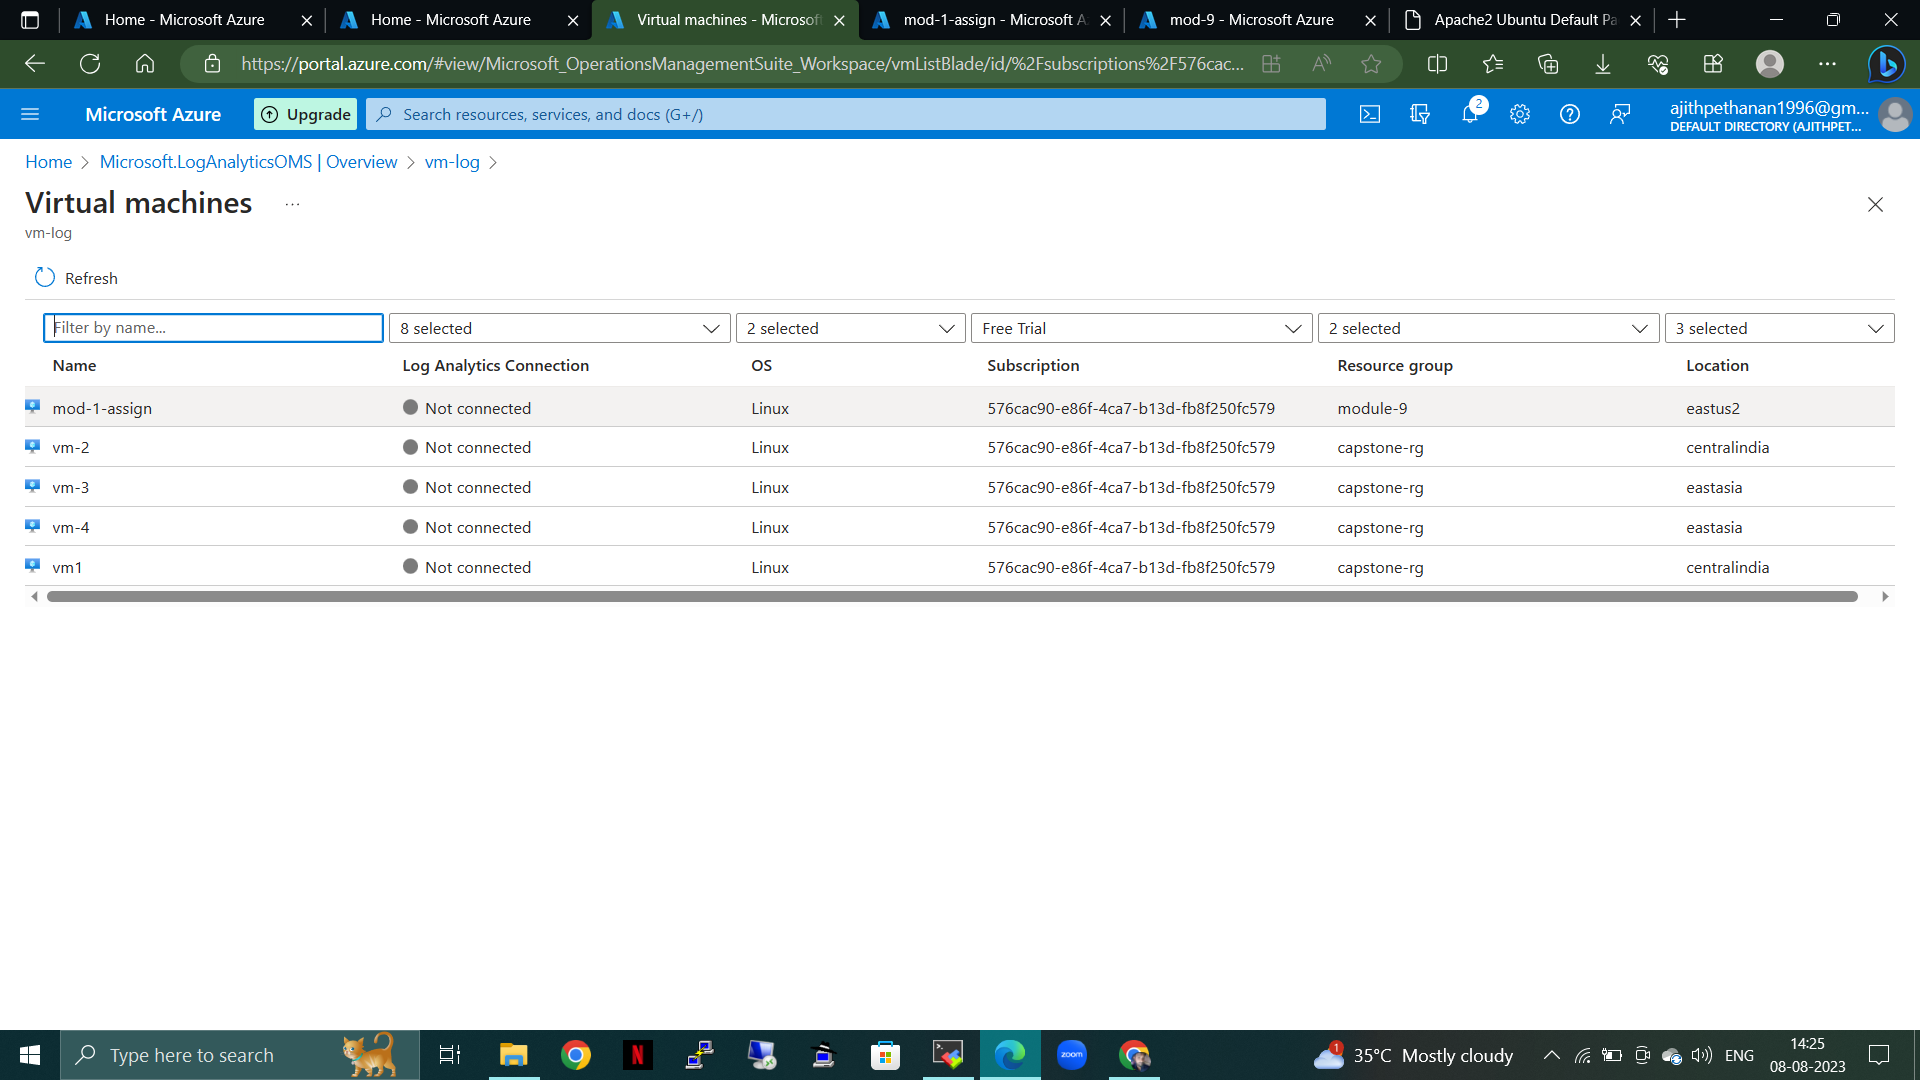 Home - Microsoft Azure
Home - Microsoft Azure
Virtual machines - Microsoft
mod-1-assign - Microsoft A
mod-9 - Microsoft Azure
Apache2 Ubuntu Default Pa
https://portal.azure.com/#view/Microsoft_OperationsManagementSuite_Workspace/vmListBlade/id/%2Fsubscriptions%2F576cac...
Microsoft Azure
Upgrade
Search resources, services, and docs (G+/)
2
ajithpethanan1996@gm...
DEFAULT DIRECTORY (AJITHPET...
Home > Microsoft.LogAnalyticsOMS | Overview > vm-log >
Virtual machines ...
vm-log
Refresh
Filter by name... 8 selected 2 selected Free Trial 2 selected 3 selected
Name Log Analytics Connection OS Subscription Resource group Location
mod-1-assign Not connected Linux 576cac90-e86f-4ca7-b13d-fb8f250fc579 module-9 eastus2
vm-2 Not connected Linux 576cac90-e86f-4ca7-b13d-fb8f250fc579 capstone-rg centralindia
vm-3 Not connected Linux 576cac90-e86f-4ca7-b13d-fb8f250fc579 capstone-rg eastasia
vm-4 Not connected Linux 576cac90-e86f-4ca7-b13d-fb8f250fc579 capstone-rg eastasia
vm1 Not connected Linux 576cac90-e86f-4ca7-b13d-fb8f250fc579 capstone-rg centralindia
Type here to search
N
zoom
1
35°C Mostly cloudy
ENG
14:25
08-08-2023